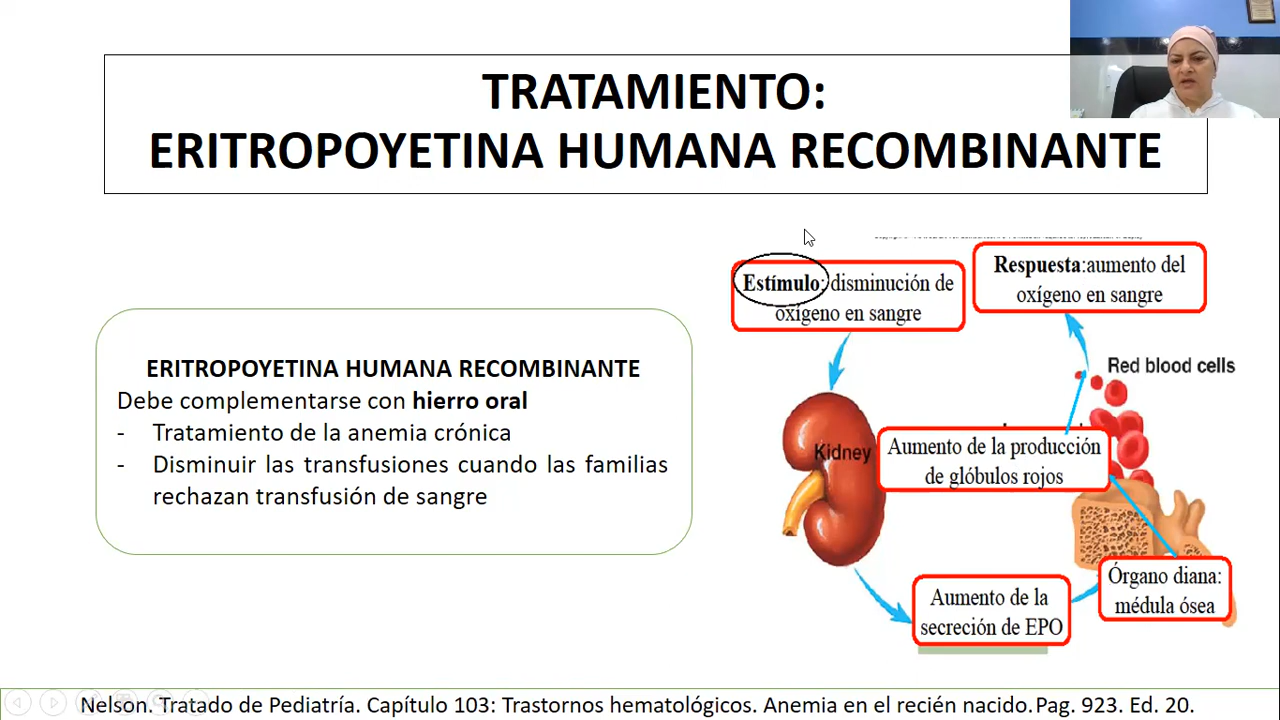 TRATAMIENTO:
ERITROPOYETINA HUMANA RECOMBINANTE
ERITROPOYETINA HUMANA RECOMBINANTE
Debe complementarse con hierro oral
- Tratamiento de la anemia crónica
- Disminuir las transfusiones cuando las familias
rechazan transfusión de sangre
Estímulo: disminución de
oxígeno en sangre
Respuesta:aumento del
oxígeno en sangre
Red blood cells
Kidney
Aumento de la producción
de glóbulos rojos
Órgano diana:
médula ósea
Aumento de la
secreción de EPO
Nelson. Tratado de Pediatría. Capítulo 103: Trastornos hematológicos. Anemia en el recién nacido.Pag. 923. Ed. 20.